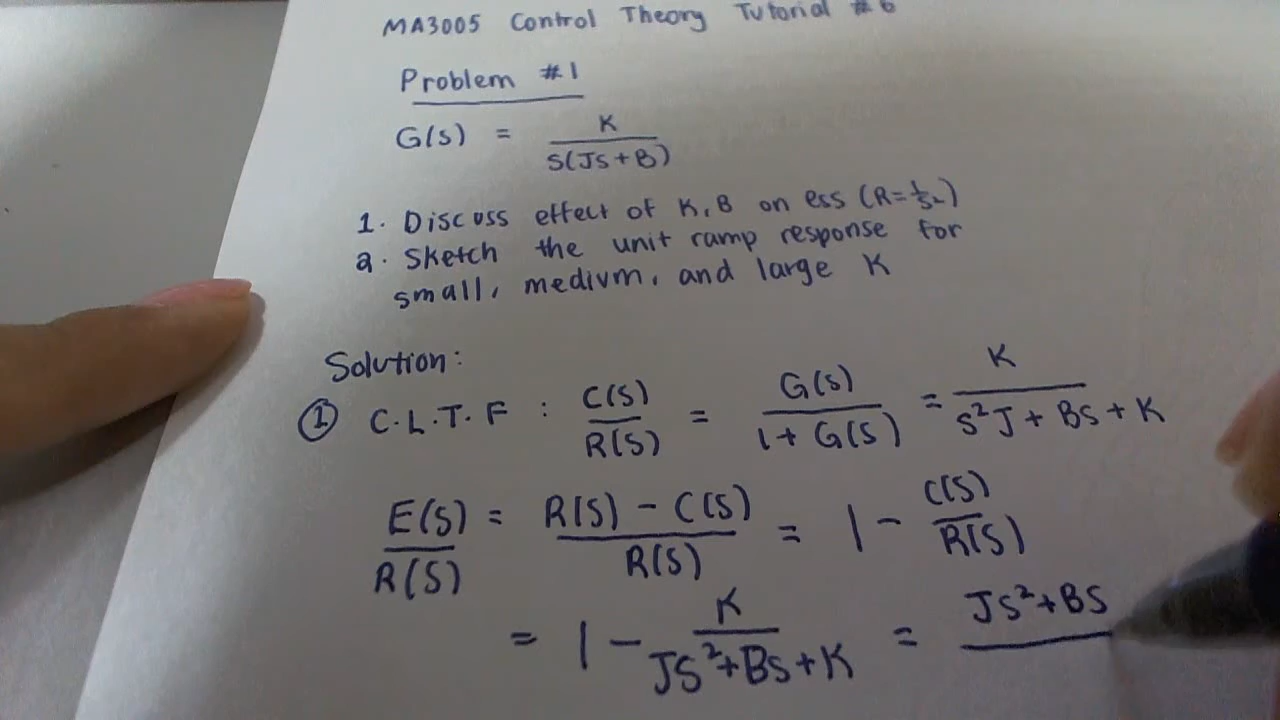 MA3005 Control Theory Tutorial #6
Problem #1
G(s) = K / S(JS+B)
1. Discuss effect of K, B on ess (R=1/s²)
2. Sketch the unit ramp response for
small, medium, and large K
Solution:
① C.L.T.F : C(S)/R(S) = G(S)/(1+G(S)) = K/(S²J + BS + K)
E(S)/R(S) = (R(S) - C(S))/R(S) = 1 - C(S)/R(S)
= 1 - K/(JS²+BS+K) = JS²+BS